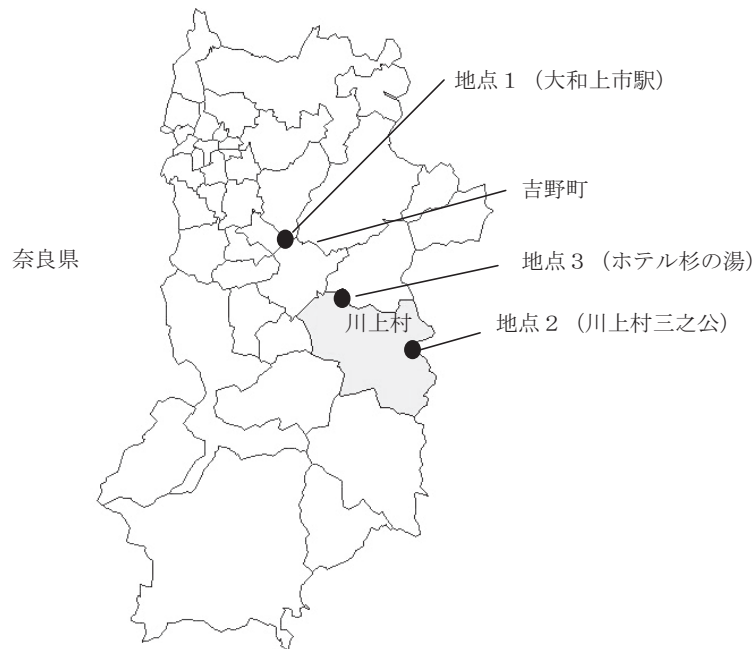 地点1（大和上市駅）
吉野町
奈良県
地点3（ホテル杉の湯）
川上村
地点2（川上村三之公）